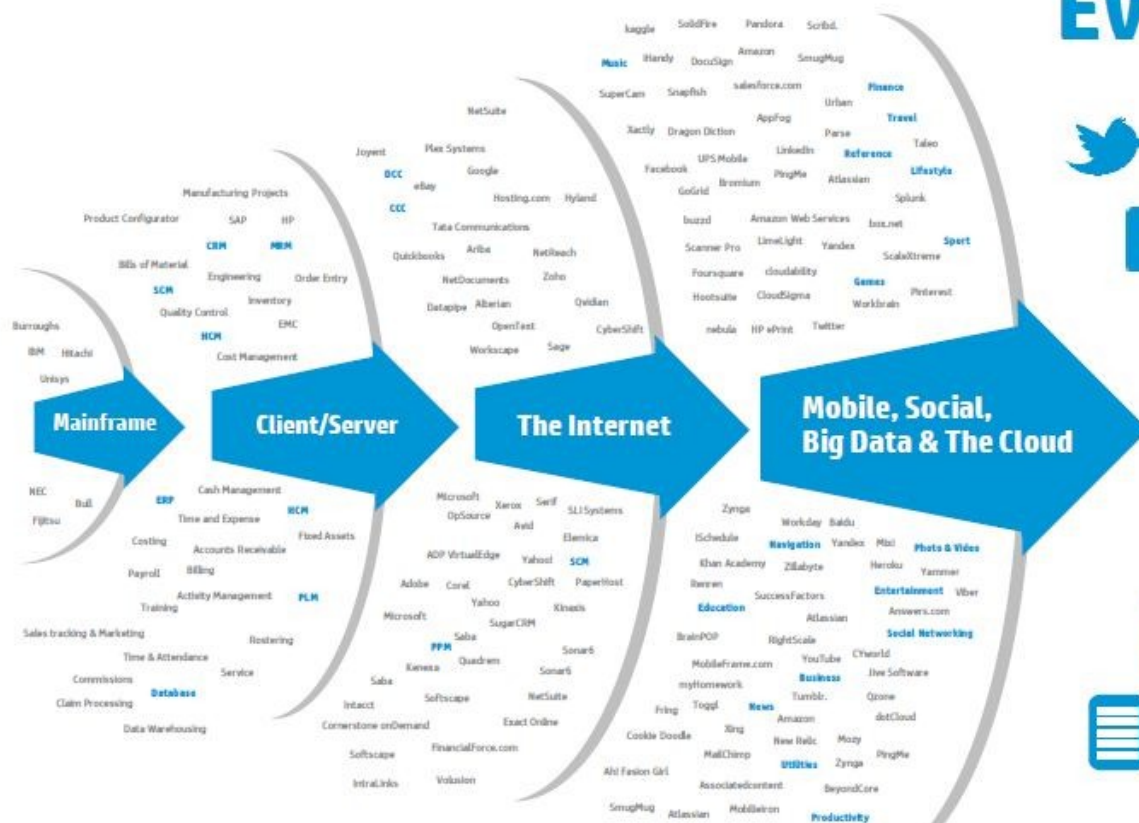 EV
kaggle SolidFire Pandora Scribd.
Music iHandy DocuSign Amazon SmugMug
SuperCam Snapfish salesforce.com Finance
Urban
Xactly Dragon Diction AppFog Travel
Parse
Facebook UPS Mobile LinkedIn Reference Taleo
GoGrid Bromium PingMe Atlassian Lifestyle
Splunk
buzzd Amazon Web Services box.net
Scanner Pro LimeLight Yandex Sport
ScaleXtreme
Foursquare cloudability Games
Hootsuite CloudSigma Workbrain Pinterest
nebula HP ePrint Twitter
NetSuite
Joyent Plex Systems
DCC eBay Google
CCC Hosting.com Hyland
Tata Communications
Quickbooks Ariba NetReach
NetDocuments Zoho
Datapipe Alterian Qvidian
OpenText CyberShift
Workscape Sage
Manufacturing Projects
Product Configurator SAP HP
CRM MRM
Bills of Material Engineering Order Entry
SCM Inventory
Quality Control EMC
HCM
Cost Management
Burroughs
IBM Hitachi
Unisys
Mainframe
Client/Server
The Internet
Mobile, Social,
Big Data & The Cloud
NEC Bull
Fijitsu
ERP Cash Management HCM
Time and Expense
Costing Accounts Receivable Fixed Assets
Payroll Billing
Activity Management PLM
Training
Sales tracking & Marketing Rostering
Time & Attendance
Commissions Service
Database
Claim Processing
Data Warehousing
Microsoft Xerox Serif SLI Systems
OpSource Avid
Elemica
ADP VirtualEdge Yahoo! SCM
Adobe Corel CyberShift PaperHost
Yahoo Kinaxis
Microsoft SugarCRM
Saba
PPM Quadrem Sonar6
Kenexa Sonar6
Saba
Intacct Softscape NetSuite
Cornerstone onDemand Exact Online
Softscape FinancialForce.com
IntraLinks Volusion
Zynga
Workday Baidu
iSchedule Navigation Yandex Mixi Photo & Video
Khan Academy Zillabyte Heroku Yammer
Renren SuccessFactors Entertainment Viber
Education Atlassian Answers.com
BrainPOP RightScale Social Networking
MobileFrame.com YouTube CYworld
Business Jive Software
myHomework Tumblr. Qzone
Fring Toggl News
Amazon dotCloud
Cookie Doodle Xing New Relic Mozy
MailChimp Utilities Zynga PingMe
Ah! Fasion Girl Associatedcontent BeyondCore
SmugMug Atlassian MobileIron Productivity